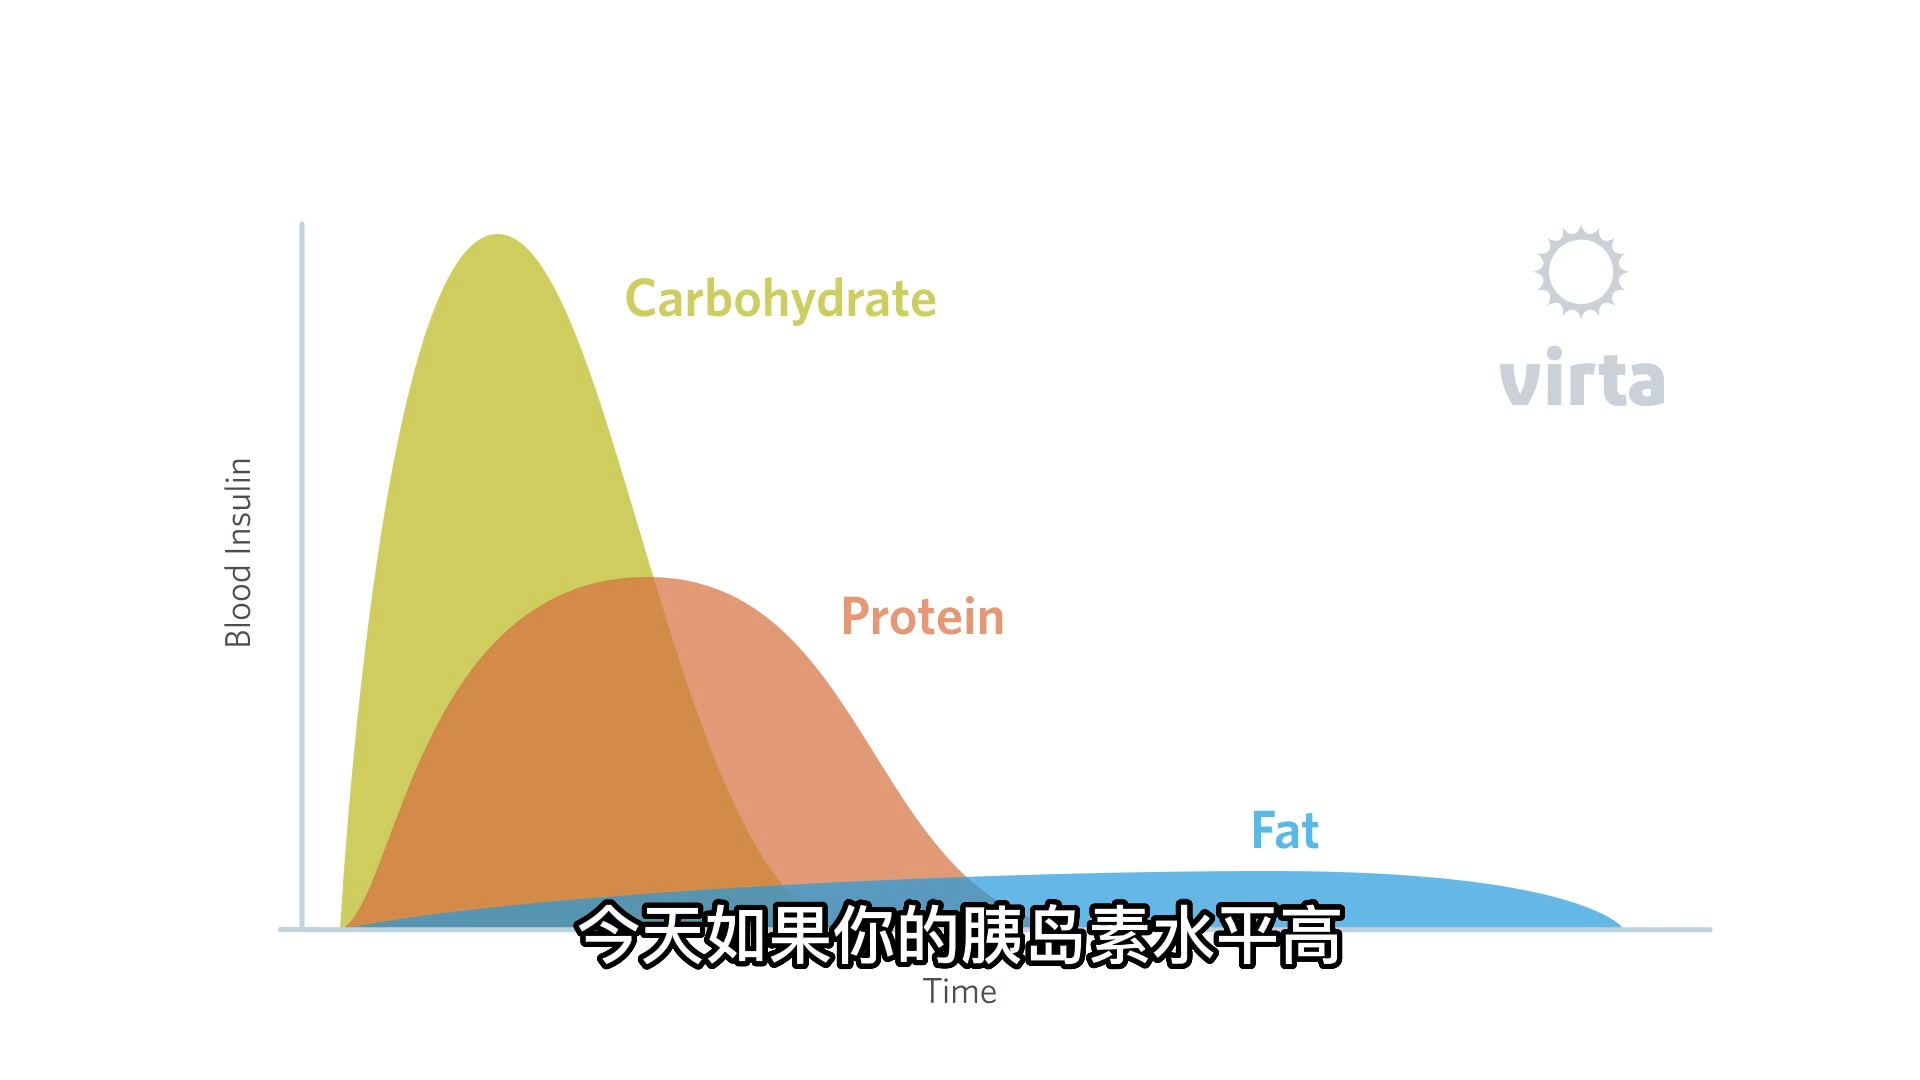 Carbohydrate
virta
Blood Insulin
Protein
Fat
今天如果你的胰岛素水平高
Time